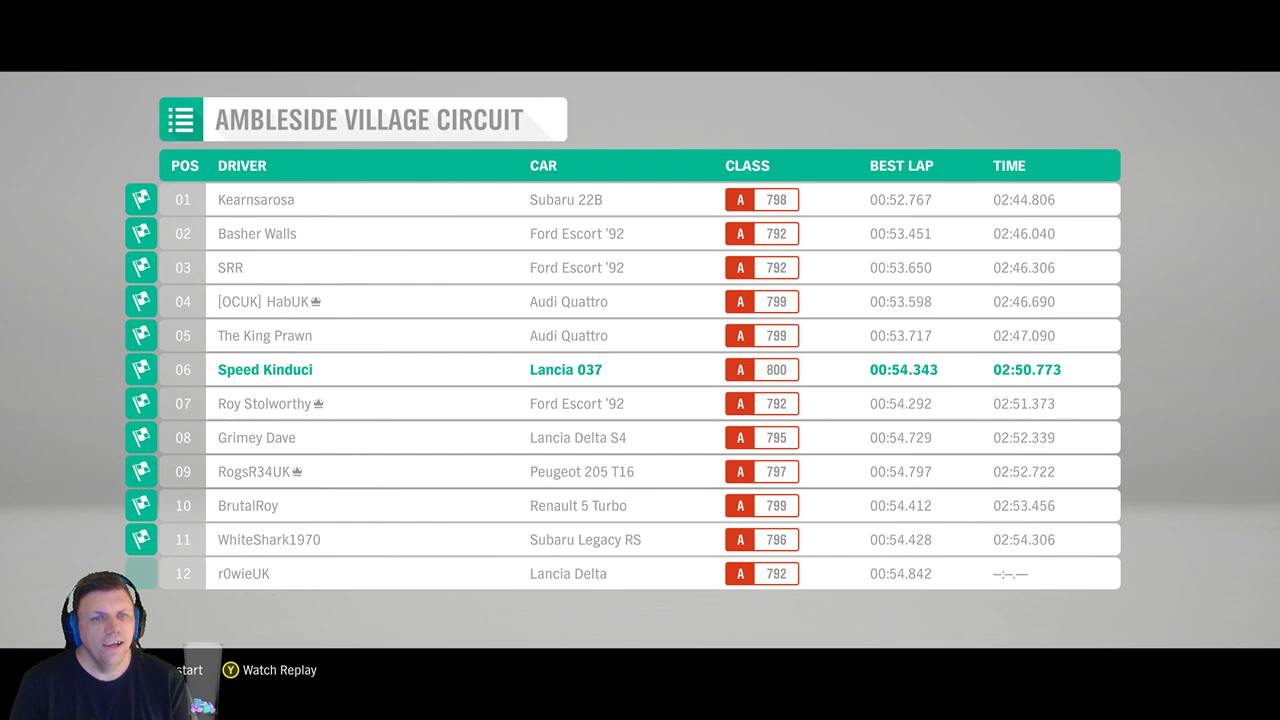 AMBLESIDE VILLAGE CIRCUIT
POS DRIVER CAR CLASS BEST LAP TIME
01 Kearnsarosa Subaru 22B A 798 00:52.767 02:44.806
02 Basher Walls Ford Escort '92 A 792 00:53.451 02:46.040
03 SRR Ford Escort '92 A 792 00:53.650 02:46.306
04 [OCUK] HabUK Audi Quattro A 799 00:53.598 02:46.690
05 The King Prawn Audi Quattro A 799 00:53.717 02:47.090
06 Speed Kinduci Lancia 037 A 800 00:54.343 02:50.773
07 Roy Stolworthy Ford Escort '92 A 792 00:54.292 02:51.373
08 Grimey Dave Lancia Delta S4 A 795 00:54.729 02:52.339
09 RogsR34UK Peugeot 205 T16 A 797 00:54.797 02:52.722
10 BrutalRoy Renault 5 Turbo A 799 00:54.412 02:53.456
11 WhiteShark1970 Subaru Legacy RS A 796 00:54.428 02:54.306
12 r0wieUK Lancia Delta A 792 00:54.842 --:--.---
start Y Watch Replay